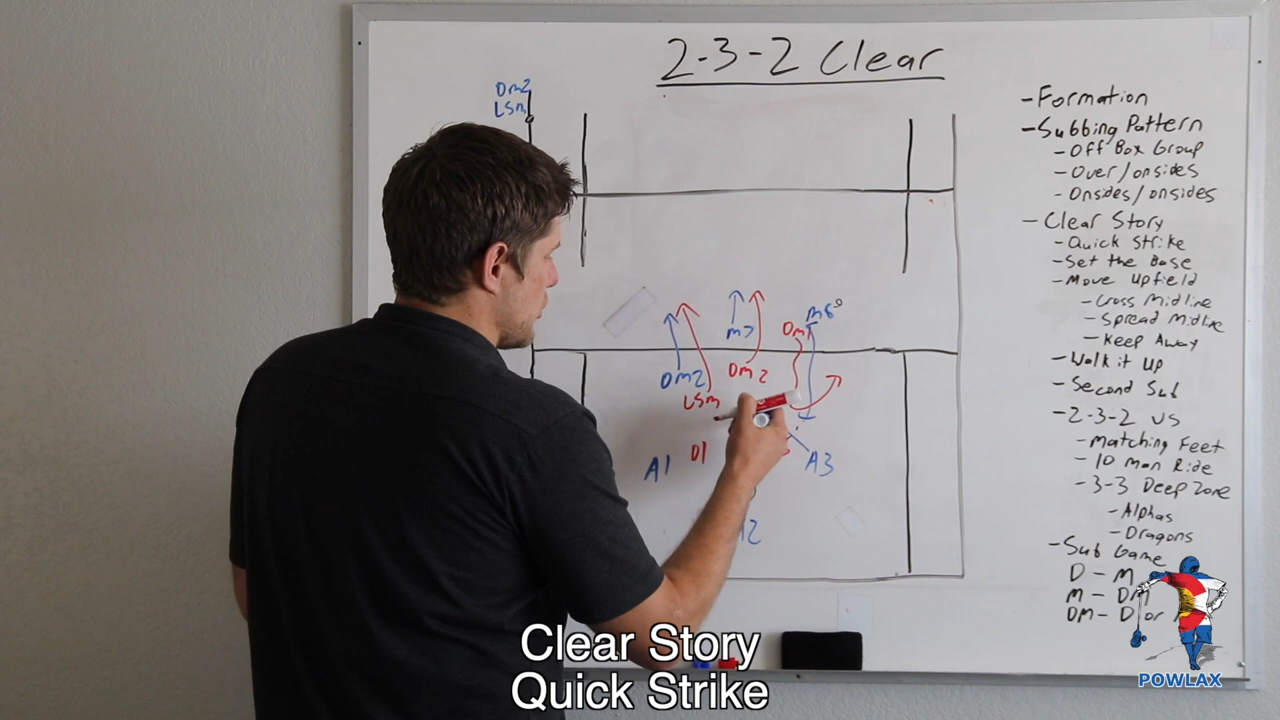 2-3-2 Clear
Dm2
LSm
M6
M7
Dm1
Dm2
Dm2
LSm
D1
A1
A3
- Formation
- Subbing Pattern
- Off Box Group
- Over/onsides
- Onsides/onsides
- Clear Story
- Quick Strike
- Set the Base
- Move Upfield
- Cross Midline
- Spread Midline
- Keep Away
- Walk it Up
- Second Sub
- 2-3-2 VS
- Matching Feet
- 10 Man Ride
- 3-3 Deep Zone
- Alphas
- Dragons
- Sub Game
D - M
M - DM
DM - D or
Clear Story
Quick Strike
POWLAX